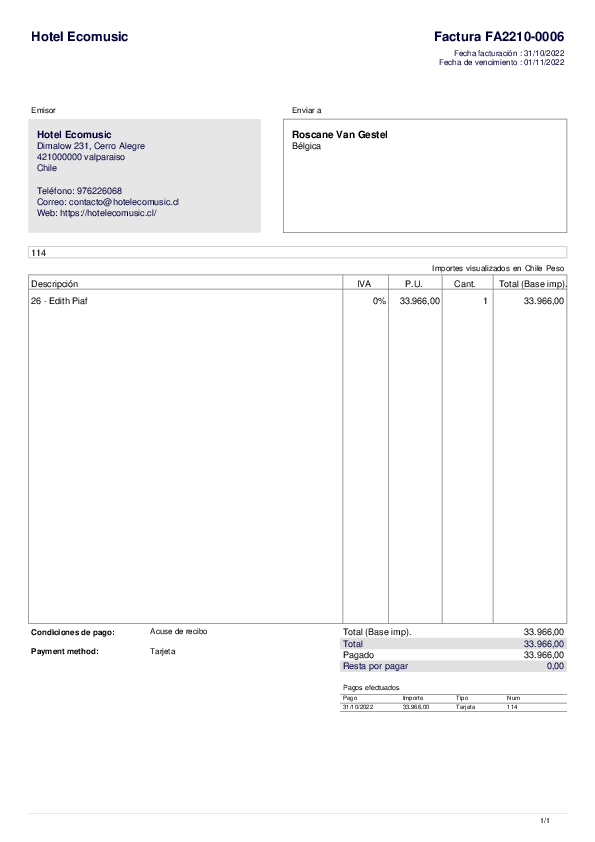 Hotel Ecomusic
Factura FA2210-0006
Fecha facturación : 31/10/2022
Fecha de vencimiento : 01/11/2022
Emisor
Enviar a
Hotel Ecomusic
Dimalow 231, Cerro Alegre
421000000 valparaiso
Chile
Teléfono: 976226068
Correo: contacto@hotelecomusic.cl
Web: https://hotelecomusic.cl/
Roscane Van Gestel
Bélgica
114
Importes visualizados en Chile Peso
Descripción IVA P.U. Cant. Total (Base imp).
26 - Edith Piaf 0% 33.966,00 1 33.966,00
Condiciones de pago: Acuse de recibo
Payment method: Tarjeta
Total (Base imp). 33.966,00
Total 33.966,00
Pagado 33.966,00
Resta por pagar 0,00
Pagos efectuados
Pago Importe Tipo Num
31/10/2022 33.966,00 Tarjeta 114
1/1